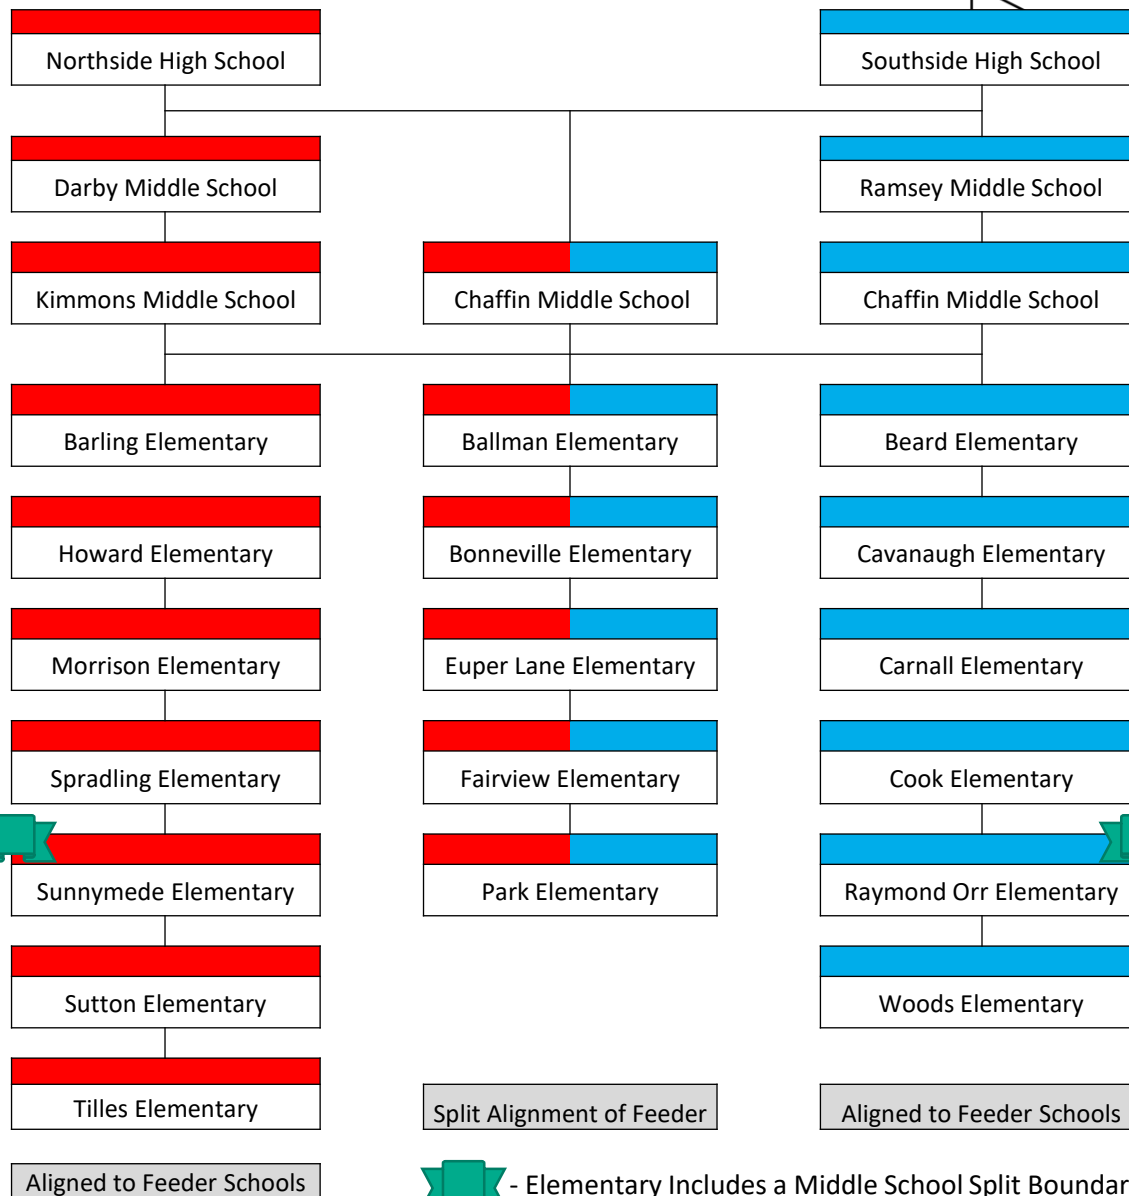 Northside High School
Southside High School
Darby Middle School
Ramsey Middle School
Kimmons Middle School
Chaffin Middle School
Chaffin Middle School
Barling Elementary
Ballman Elementary
Beard Elementary
Howard Elementary
Bonneville Elementary
Cavanaugh Elementary
Morrison Elementary
Euper Lane Elementary
Carnall Elementary
Spradling Elementary
Fairview Elementary
Cook Elementary
Sunnymede Elementary
Park Elementary
Raymond Orr Elementary
Sutton Elementary
Woods Elementary
Tilles Elementary
Split Alignment of Feeder
Aligned to Feeder Schools
Aligned to Feeder Schools
- Elementary Includes a Middle School Split Boundar